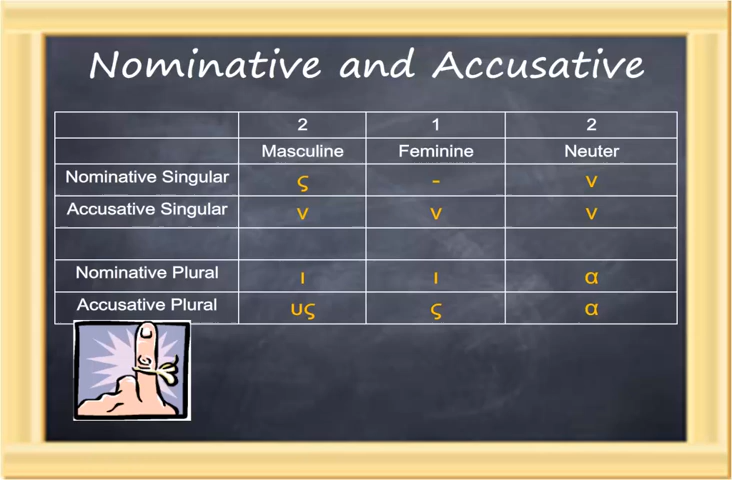 Nominative and Accusative
2 1 2
Masculine Feminine Neuter
Nominative Singular ς - ν
Accusative Singular ν ν ν
Nominative Plural ι ι α
Accusative Plural υς ς α